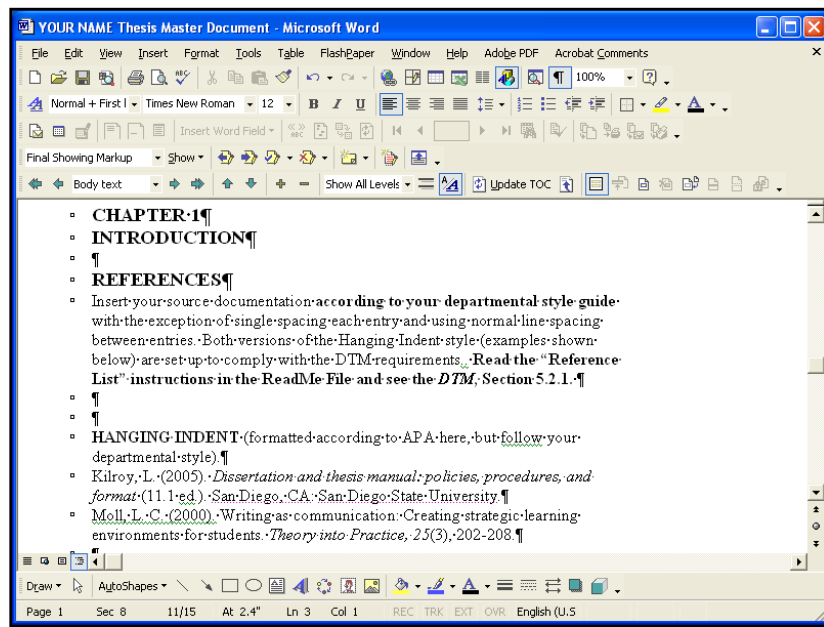 YOUR NAME Thesis Master Document - Microsoft Word
File Edit View Insert Format Tools Table FlashPaper Window Help Adobe PDF Acrobat Comments
100%
Normal + First l Times New Roman 12 B I U A
Insert Word Field
Final Showing Markup Show
Body text Show All Levels Update TOC
CHAPTER·1¶
INTRODUCTION¶
¶
REFERENCES¶
Insert·your·source·documentation·according·to·your·departmental·style·guide·
with·the·exception·of·single·spacing·each·entry·and·using·normal·line·spacing·
between·entries.·Both·versions·of·the·Hanging·Indent·style·(examples·shown·
below)·are·set·up·to·comply·with·the·DTM·requirements..·Read·the·“Reference·
List”·instructions·in·the·ReadMe·File·and·see·the·DTM,·Section·5.2.1.·¶
¶
¶
HANGING·INDENT·(formatted·according·to·APA·here,·but·follow·your·
departmental·style).¶
Kilroy,·L.·(2005).·Dissertation·and·thesis·manual:·policies,·procedures,·and·
format·(11.1·ed.).·San·Diego,·CA:·San·Diego·State·University.¶
Moll,·L.·C.·(2000).·Writing·as·communication:·Creating·strategic·learning·
environments·for·students.·Theory·into·Practice,·25(3),·202-208.¶
¶
Draw AutoShapes A
Page 1 Sec 8 11/15 At 2.4" Ln 3 Col 1 REC TRK EXT OVR English (U.S